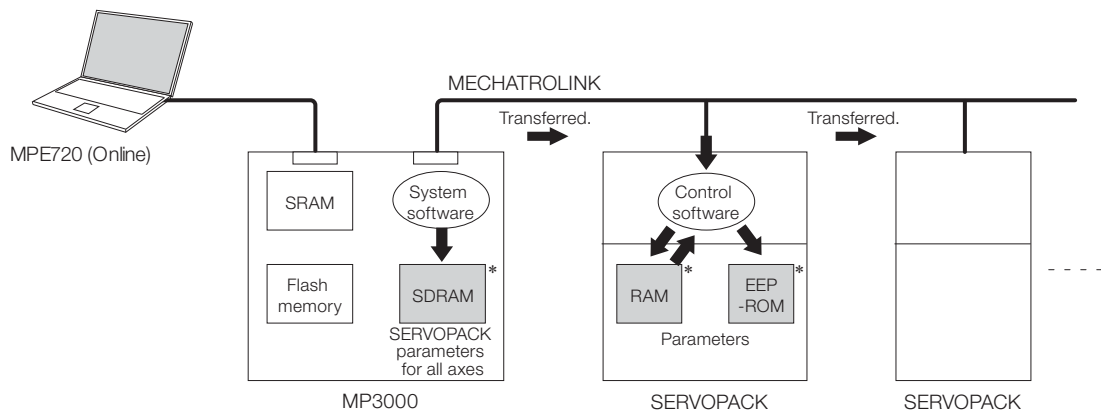 MECHATROLINK
Transferred.
Transferred.
MPE720 (Online)
SRAM
System
software
Control
software
Flash
memory
SDRAM
*
RAM
*
EEP
-ROM
*
SERVOPACK
parameters
for all axes
Parameters
MP3000
SERVOPACK
SERVOPACK